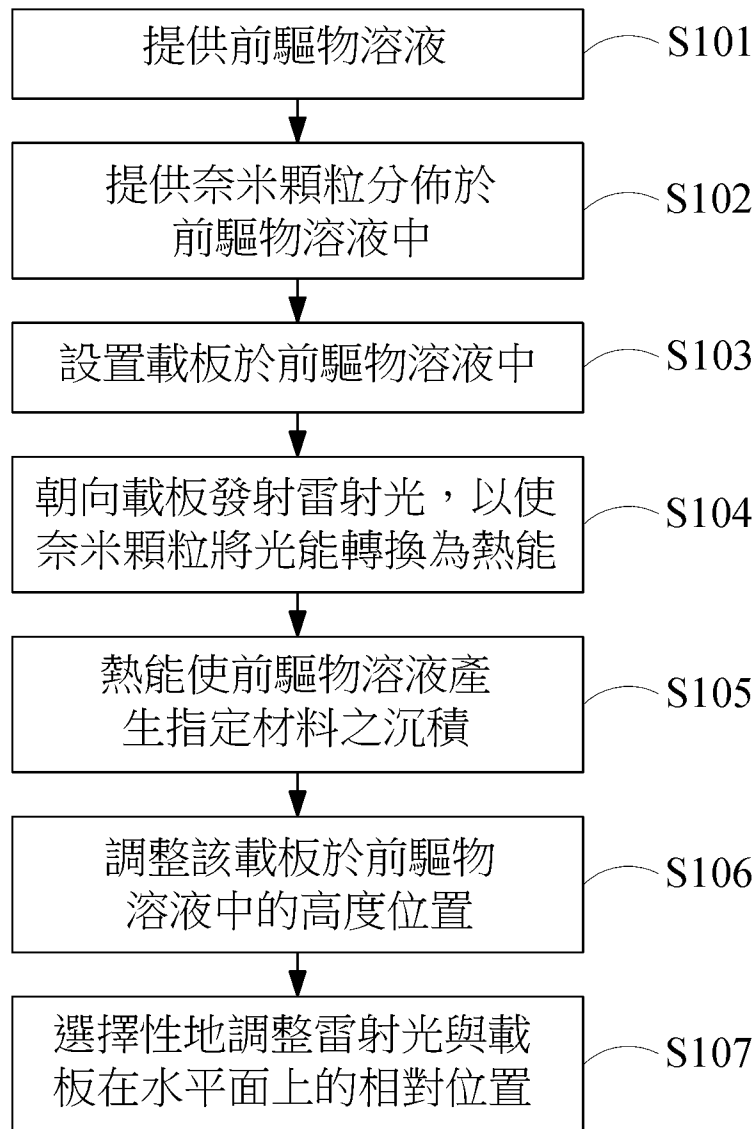 提供前驅物溶液
S101
提供奈米顆粒分佈於
前驅物溶液中
S102
設置載板於前驅物溶液中
S103
朝向載板發射雷射光，以使
奈米顆粒將光能轉換為熱能
S104
熱能使前驅物溶液產
生指定材料之沉積
S105
調整該載板於前驅物
溶液中的高度位置
S106
選擇性地調整雷射光與載
板在水平面上的相對位置
S107